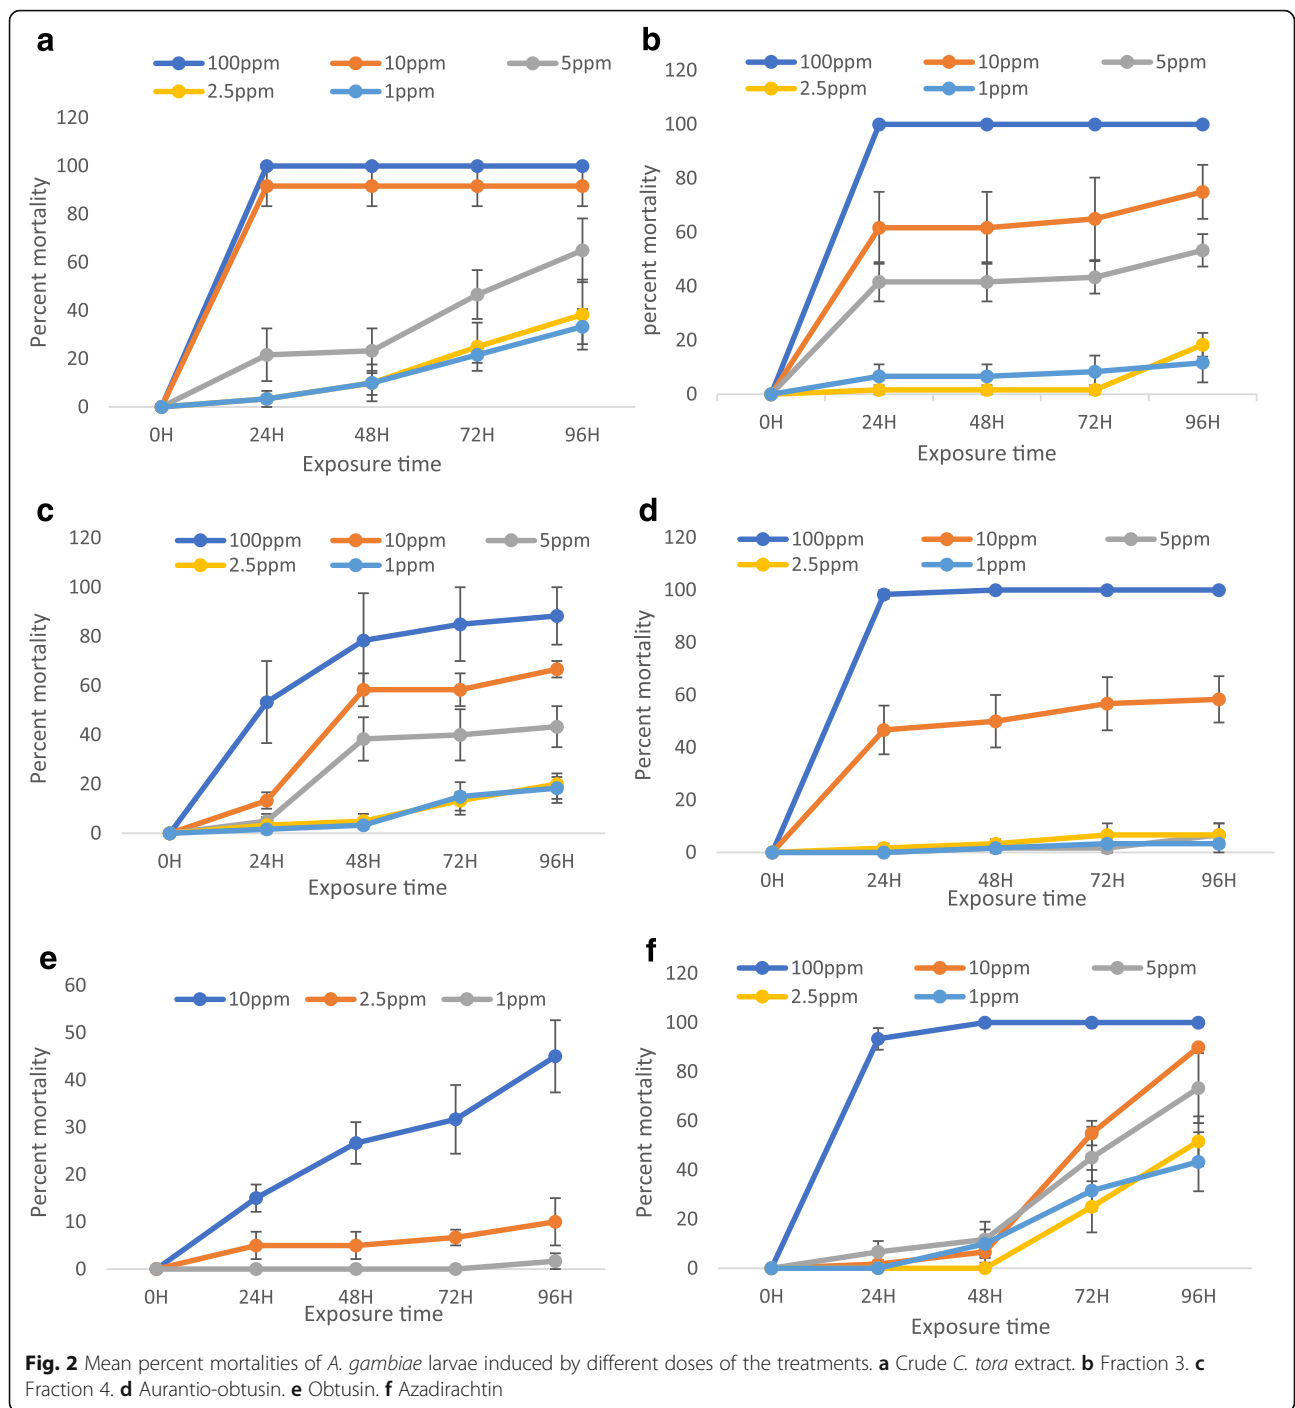 a
100ppm 10ppm 5ppm
2.5ppm 1ppm
120
100
80
60
40
20
0
Percent mortality
0H 24H 48H 72H 96H
Exposure time
b
100ppm 10ppm 5ppm
2.5ppm 1ppm
120
100
80
60
40
20
0
percent mortality
0H 24H 48H 72H 96H
Exposure time
c
100ppm 10ppm 5ppm
2.5ppm 1ppm
120
100
80
60
40
20
0
Percent mortality
0H 24H 48H 72H 96H
Exposure time
d
100ppm 10ppm 5ppm
2.5ppm 1ppm
120
100
80
60
40
20
0
Percent mortality
0H 24H 48H 72H 96H
Exposure time
e
10ppm 2.5ppm 1ppm
60
50
40
30
20
10
0
Percent mortality
0H 24H 48H 72H 96H
Exposure time
f
100ppm 10ppm 5ppm
2.5ppm 1ppm
120
100
80
60
40
20
0
Percent mortality
0H 24H 48H 72H 96H
Exposure time
Fig. 2 Mean percent mortalities of A. gambiae larvae induced by different doses of the treatments. a Crude C. tora extract. b Fraction 3. c
Fraction 4. d Aurantio-obtusin. e Obtusin. f Azadirachtin